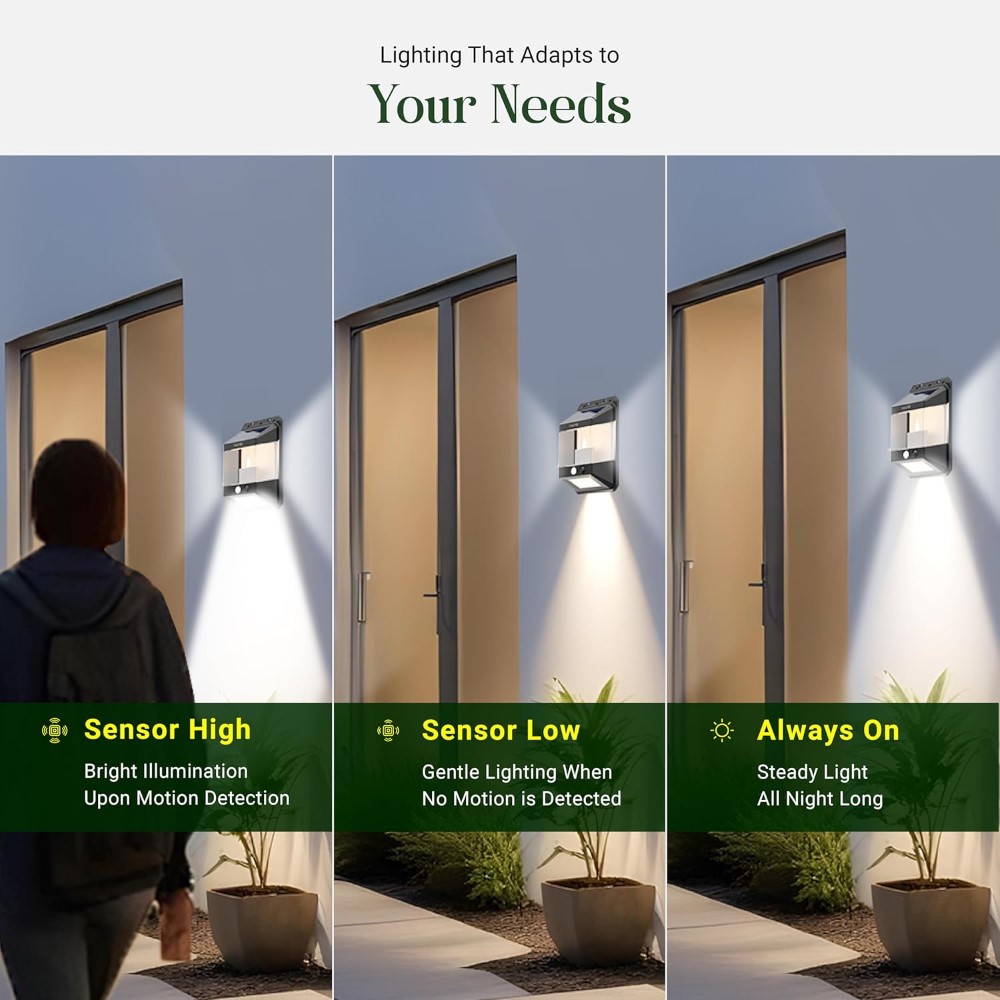 Lighting That Adapts to
Your Needs
Sensor High
Bright Illumination
Upon Motion Detection
Sensor Low
Gentle Lighting When
No Motion is Detected
Always On
Steady Light
All Night Long